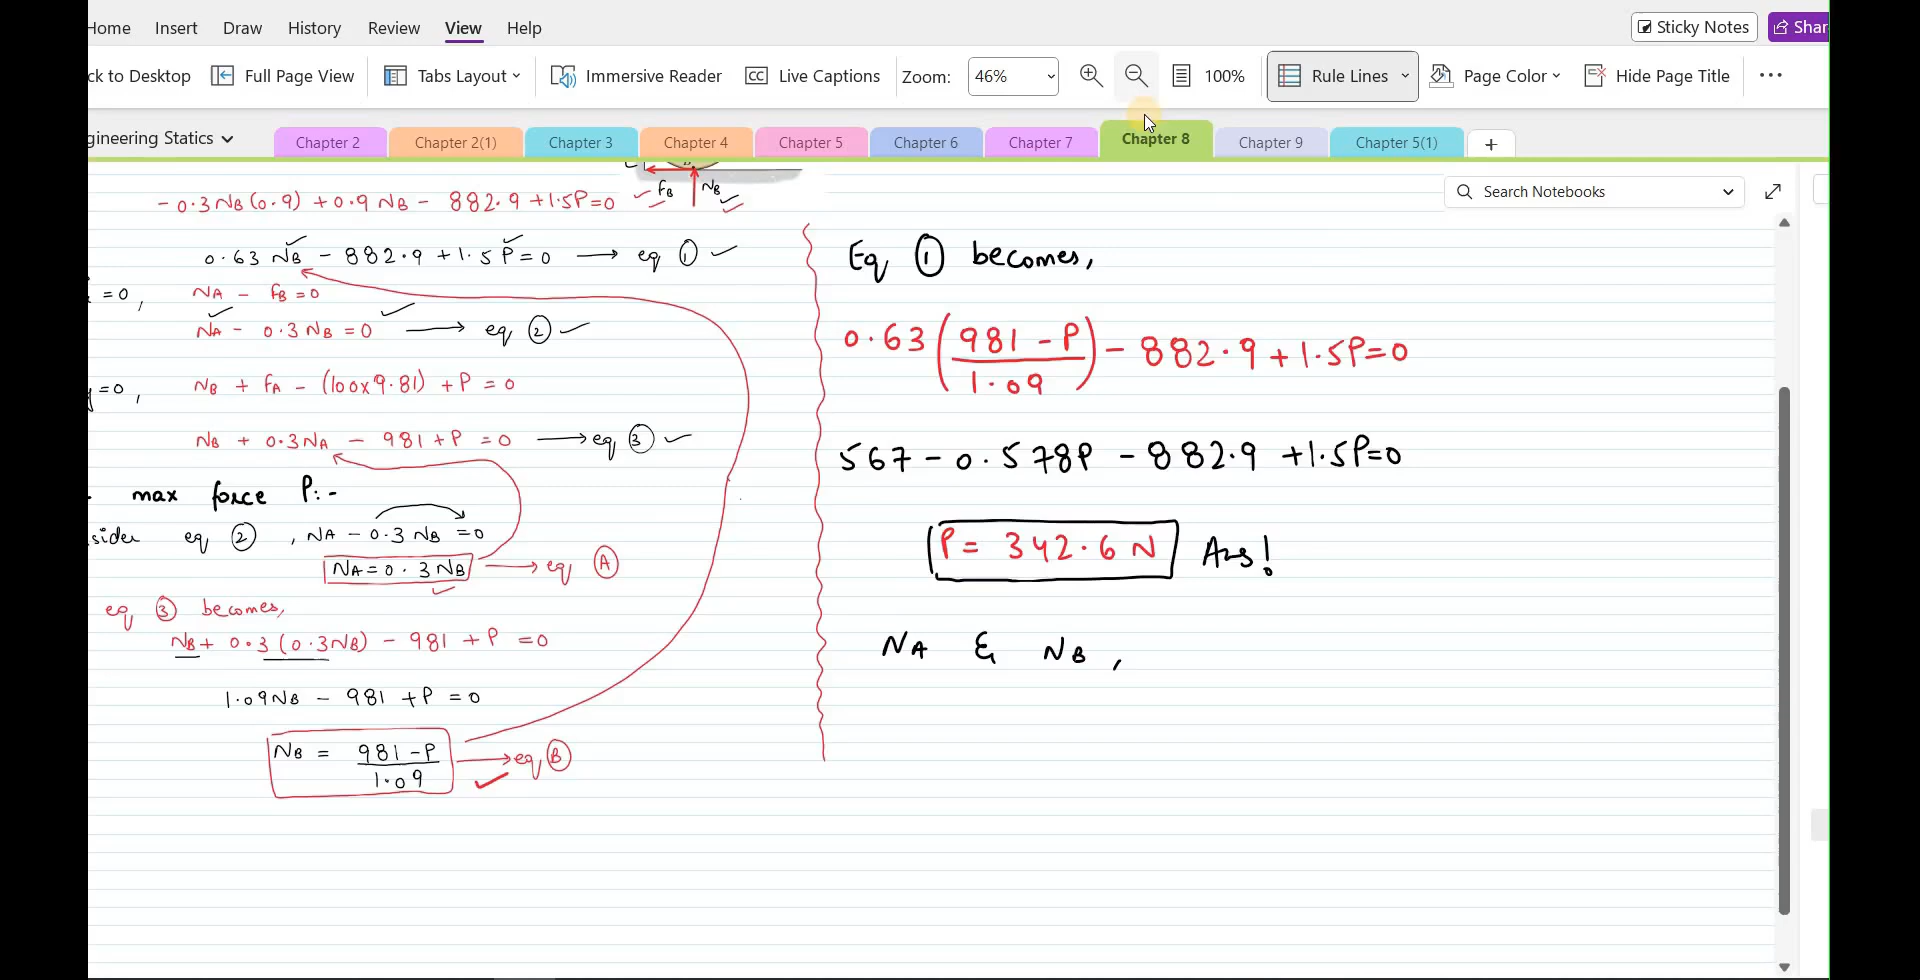 Home Insert Draw History Review View Help Sticky Notes Shar
ck to Desktop Full Page View Tabs Layout Immersive Reader Live Captions Zoom: 46% 100% Rule Lines Page Color Hide Page Title
gineering Statics Chapter 2 Chapter 2(1) Chapter 3 Chapter 4 Chapter 5 Chapter 6 Chapter 7 Chapter 8 Chapter 9 Chapter 5(1) +
Search Notebooks
fB NB
-0.3NB(0.9) + 0.9NB - 882.9 + 1.5P=0
0.63 NB - 882.9 + 1.5P=0 → eq ①
=0, NA - fB=0
NA - 0.3NB=0 → eq ②
=0, NB + fA - (100x9.81) + P = 0
NB + 0.3NA - 981 + P = 0 → eq ③
max force P:-
sider eq ②, NA - 0.3NB=0
NA=0.3NB → eq Ⓐ
eq ③ becomes,
NB + 0.3(0.3NB) - 981 + P = 0
1.09NB - 981 + P = 0
NB = 981-P / 1.09 → eq Ⓑ
Eq ① becomes,
0.63(981-P / 1.09) - 882.9 + 1.5P=0
567 - 0.578P - 882.9 + 1.5P=0
P = 342.6 N Ans!
NA & NB,